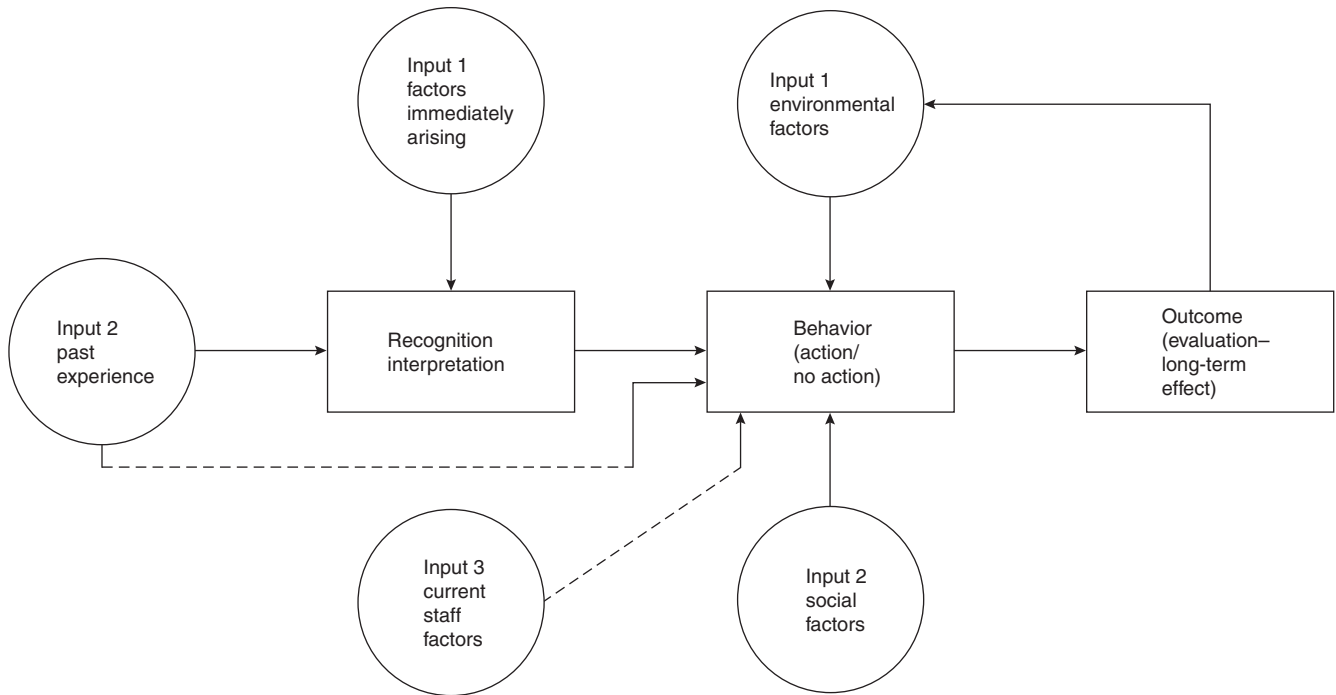 Input 1
factors
immediately
arising
Input 1
environmental
factors
Input 2
past
experience
Recognition
interpretation
Behavior
(action/
no action)
Outcome
(evaluation–
long-term
effect)
Input 3
current
staff
factors
Input 2
social
factors